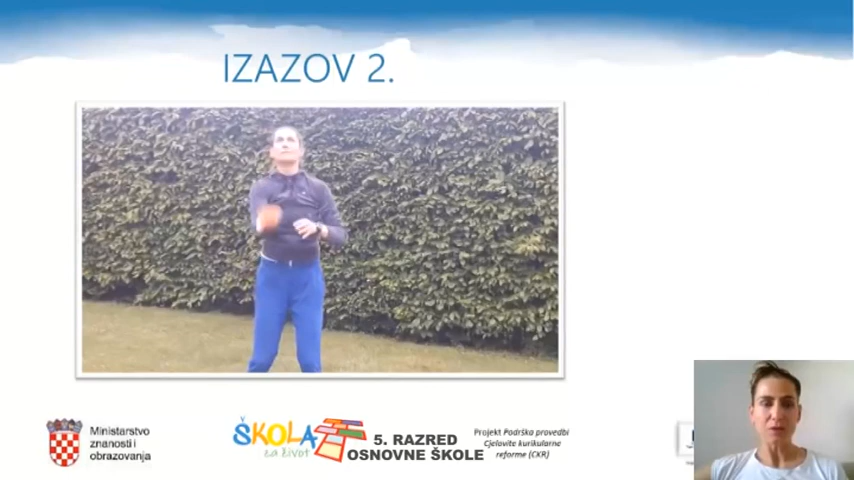 IZAZOV 2.
Ministarstvo
znanosti i
obrazovanja
ŠKOLA
za život
5. RAZRED
OSNOVNE ŠKOLE
Projekt Podrška provedbi
Cjelovite kurikularne
reforme (CKR)